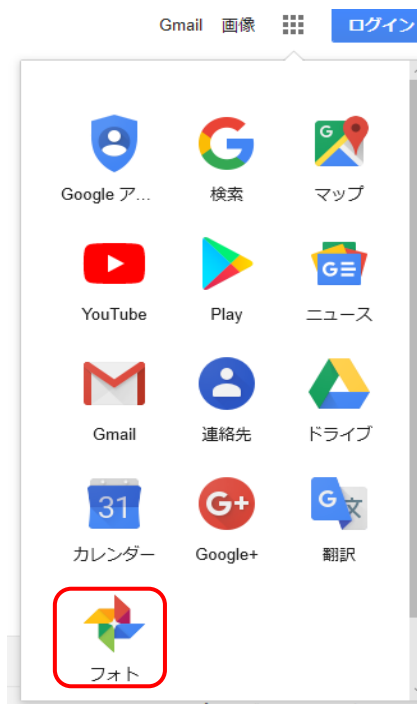 Gmail 画像 ログイン
Google ア... 検索 マップ
G
YouTube Play ニュース
G
Gmail 連絡先 ドライブ
31 G+ G 文
カレンダー Google+ 翻訳
フォト